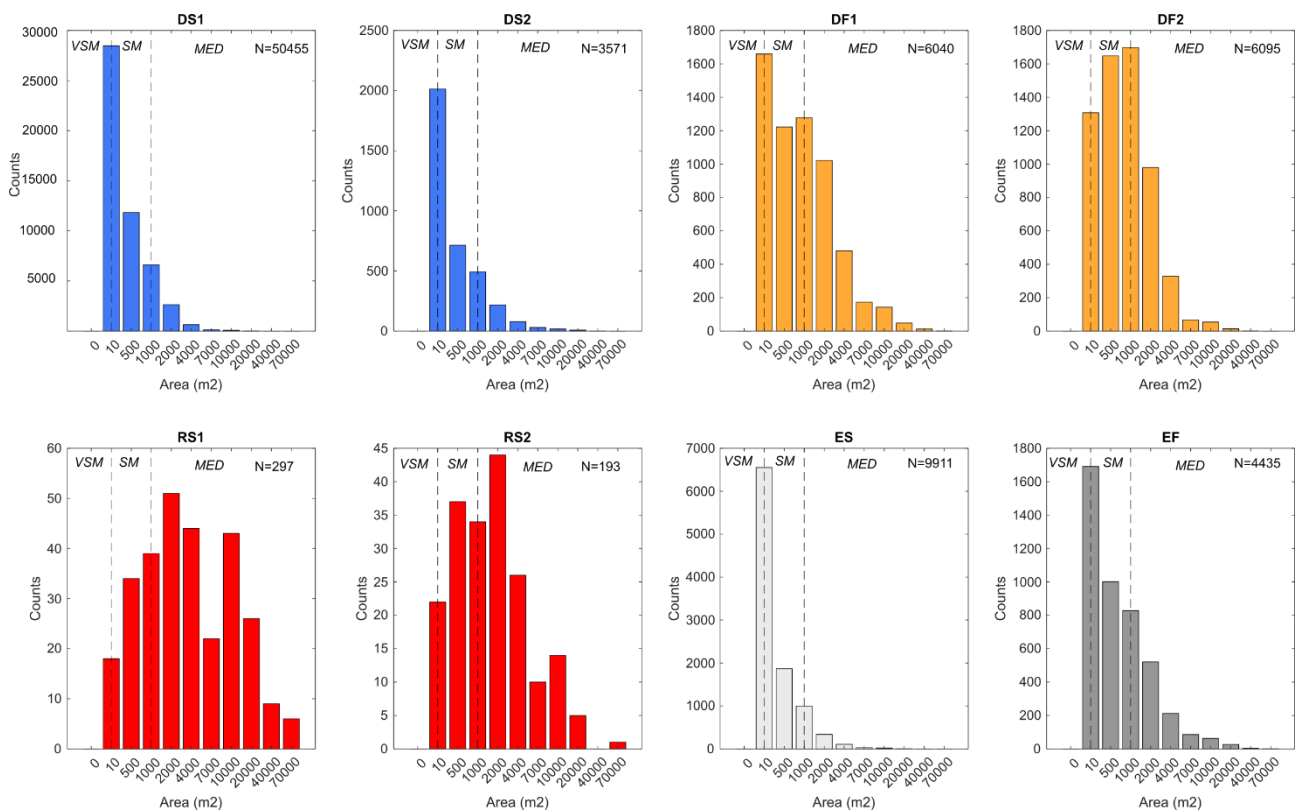 DS1
VSM SM MED N=50455
30000
25000
20000
15000
10000
5000
Counts
0 10 500 1000 2000 4000 7000 10000 20000 40000 70000
Area (m2)
DS2
VSM SM MED N=3571
2500
2000
1500
1000
500
0
Counts
0 10 500 1000 2000 4000 7000 10000 20000 40000 70000
Area (m2)
DF1
VSM SM MED N=6040
1800
1600
1400
1200
1000
800
600
400
200
0
Counts
0 10 500 1000 2000 4000 7000 10000 20000 40000 70000
Area (m2)
DF2
VSM SM MED N=6095
1800
1600
1400
1200
1000
800
600
400
200
0
Counts
0 10 500 1000 2000 4000 7000 10000 20000 40000 70000
Area (m2)
RS1
VSM SM MED N=297
60
50
40
30
20
10
0
Counts
0 10 500 1000 2000 4000 7000 10000 20000 40000 70000
Area (m2)
RS2
VSM SM MED N=193
45
40
35
30
25
20
15
10
5
0
Counts
0 10 500 1000 2000 4000 7000 10000 20000 40000 70000
Area (m2)
ES
VSM SM MED N=9911
7000
6000
5000
4000
3000
2000
1000
0
Counts
0 10 500 1000 2000 4000 7000 10000 20000 40000 70000
Area (m2)
EF
VSM SM MED N=4435
1800
1600
1400
1200
1000
800
600
400
200
0
Counts
0 10 500 1000 2000 4000 7000 10000 20000 40000 70000
Area (m2)